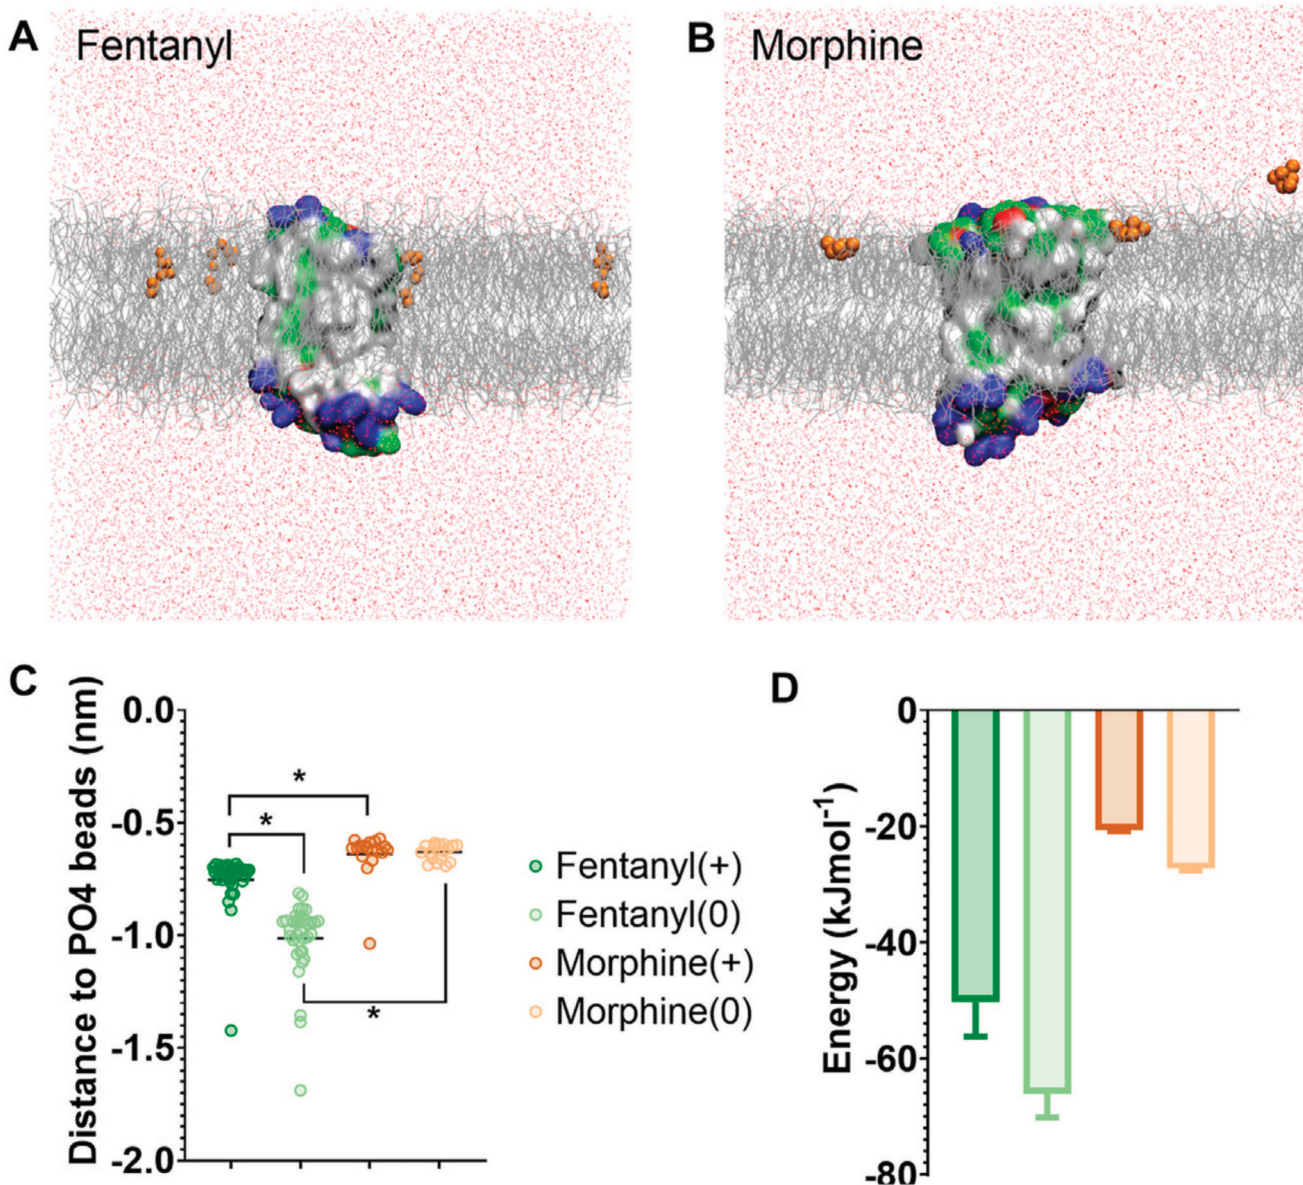 A Fentanyl
B Morphine
C
Distance to PO4 beads (nm)
0.0
-0.5
-1.0
-1.5
-2.0
*
*
*
Fentanyl(+)
Fentanyl(0)
Morphine(+)
Morphine(0)
D
Energy (kJmol⁻¹)
0
-20
-40
-60
-80